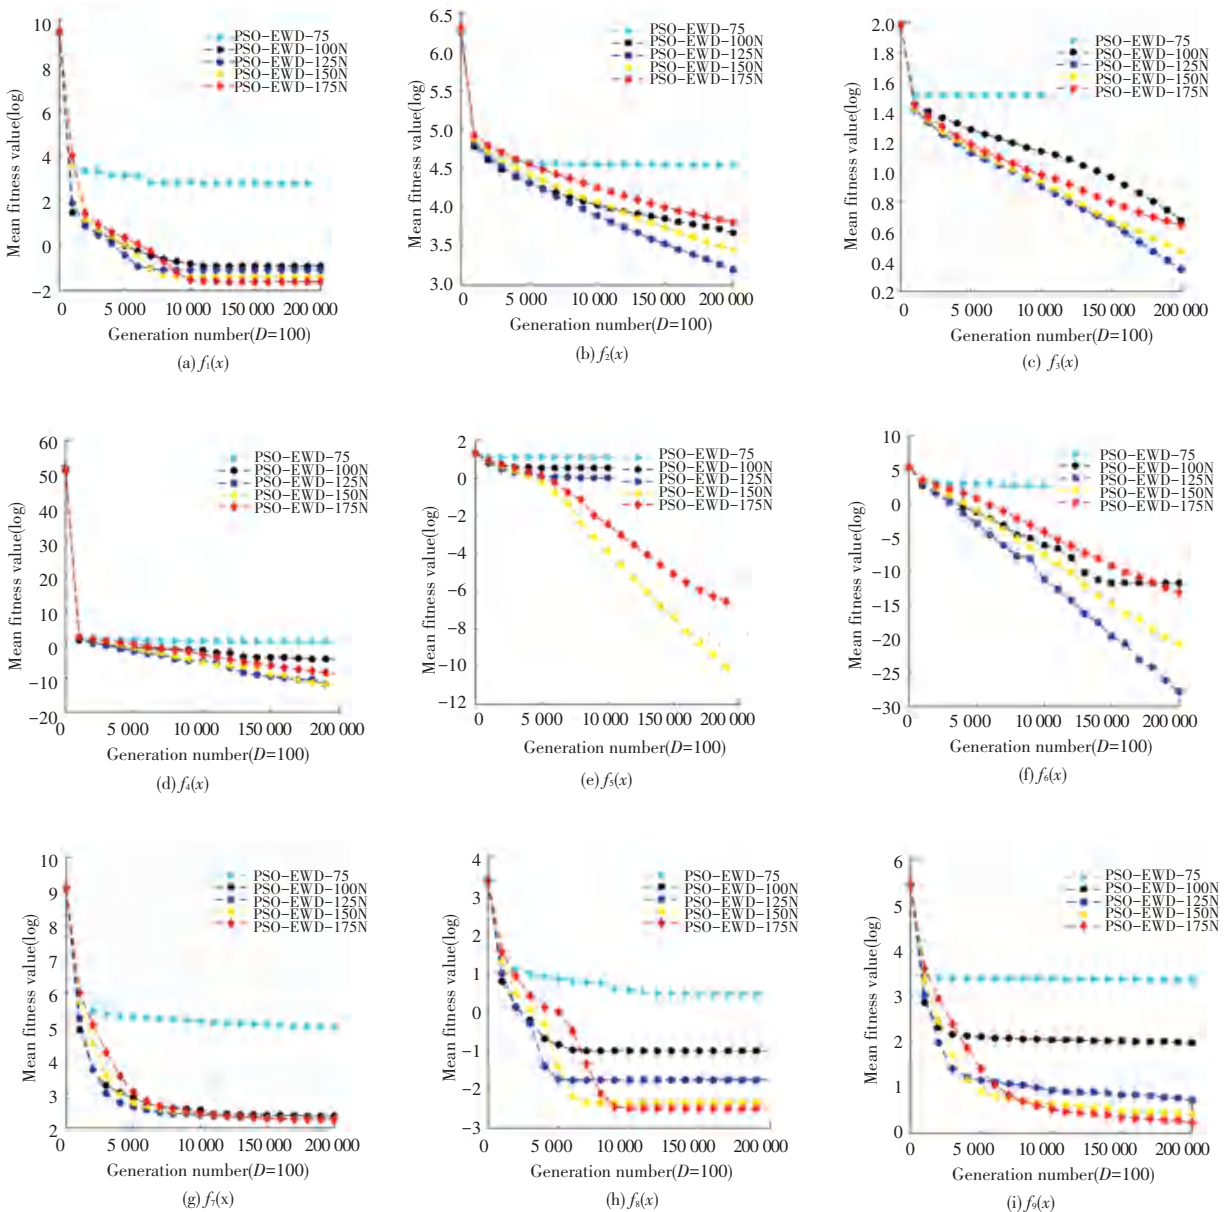 Mean fitness value(log)
10
8
6
4
2
0
−2
PSO−EWD−75
PSO−EWD−100N
PSO−EWD−125N
PSO−EWD−150N
PSO−EWD−175N
0 5 000 10 000 150 000 200 000
Generation number(D=100)
(a) f1(x)
Mean fitness value(log)
6.5
6.0
5.5
5.0
4.5
4.0
3.5
3.0
PSO−EWD−75
PSO−EWD−100N
PSO−EWD−125N
PSO−EWD−150N
PSO−EWD−175N
0 5 000 10 000 150 000 200 000
Generation number(D=100)
(b) f2(x)
Mean fitness value(log)
2.0
1.8
1.6
1.4
1.2
1.0
0.8
0.6
0.4
0.2
PSO−EWD−75
PSO−EWD−100N
PSO−EWD−125N
PSO−EWD−150N
PSO−EWD−175N
0 5 000 10 000 150 000 200 000
Generation number(D=100)
(c) f3(x)
Mean fitness value(log)
60
50
40
30
20
10
0
−10
−20
PSO−EWD−75
PSO−EWD−100N
PSO−EWD−125N
PSO−EWD−150N
PSO−EWD−175N
5 000 10 000 150 000 200 000
Generation number(D=100)
(d) f4(x)
Mean fitness value(log)
2
0
−2
−4
−6
−8
−10
−12
PSO−EWD−75
PSO−EWD−100N
PSO−EWD−125N
PSO−EWD−150N
PSO−EWD−175N
0 5 000 10 000 150 000 200 000
Generation number(D=100)
(e) f5(x)
Mean fitness value(log)
10
5
0
−5
−10
−15
−20
−25
−30
PSO−EWD−75
PSO−EWD−100N
PSO−EWD−125N
PSO−EWD−150N
PSO−EWD−175N
0 5 000 10 000 150 000 200 000
Generation number(D=100)
(f) f6(x)
Mean fitness value(log)
10
9
8
7
6
5
4
3
2
PSO−EWD−75
PSO−EWD−100N
PSO−EWD−125N
PSO−EWD−150N
PSO−EWD−175N
0 5 000 10 000 150 000 200 000
Generation number(D=100)
(g) f7(x)
Mean fitness value(log)
4
3
2
1
0
−1
−2
−3
PSO−EWD−75
PSO−EWD−100N
PSO−EWD−125N
PSO−EWD−150N
PSO−EWD−175N
0 5 000 10 000 150 000 200 000
Generation number(D=100)
(h) f8(x)
Mean fitness value(log)
6
5
4
3
2
1
0
PSO−EWD−75
PSO−EWD−100N
PSO−EWD−125N
PSO−EWD−150N
PSO−EWD−175N
0 5 000 10 000 150 000 200 000
Generation number(D=100)
(i) f9(x)